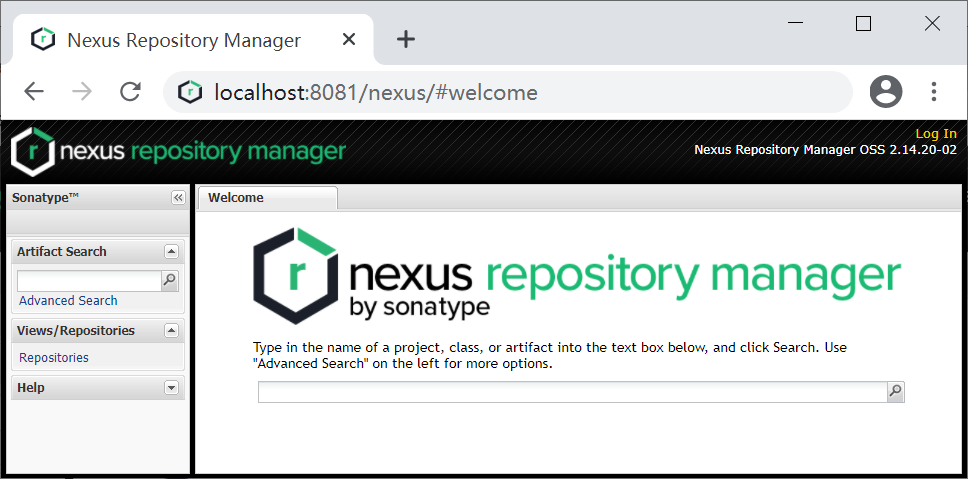 Nexus Repository Manager
localhost:8081/nexus/#welcome
Log In
nexus repository manager
Nexus Repository Manager OSS 2.14.20-02
Sonatype™
Welcome
Artifact Search
Advanced Search
Views/Repositories
Repositories
Help
r
nexus repository manager
by sonatype
Type in the name of a project, class, or artifact into the text box below, and click Search. Use
"Advanced Search" on the left for more options.